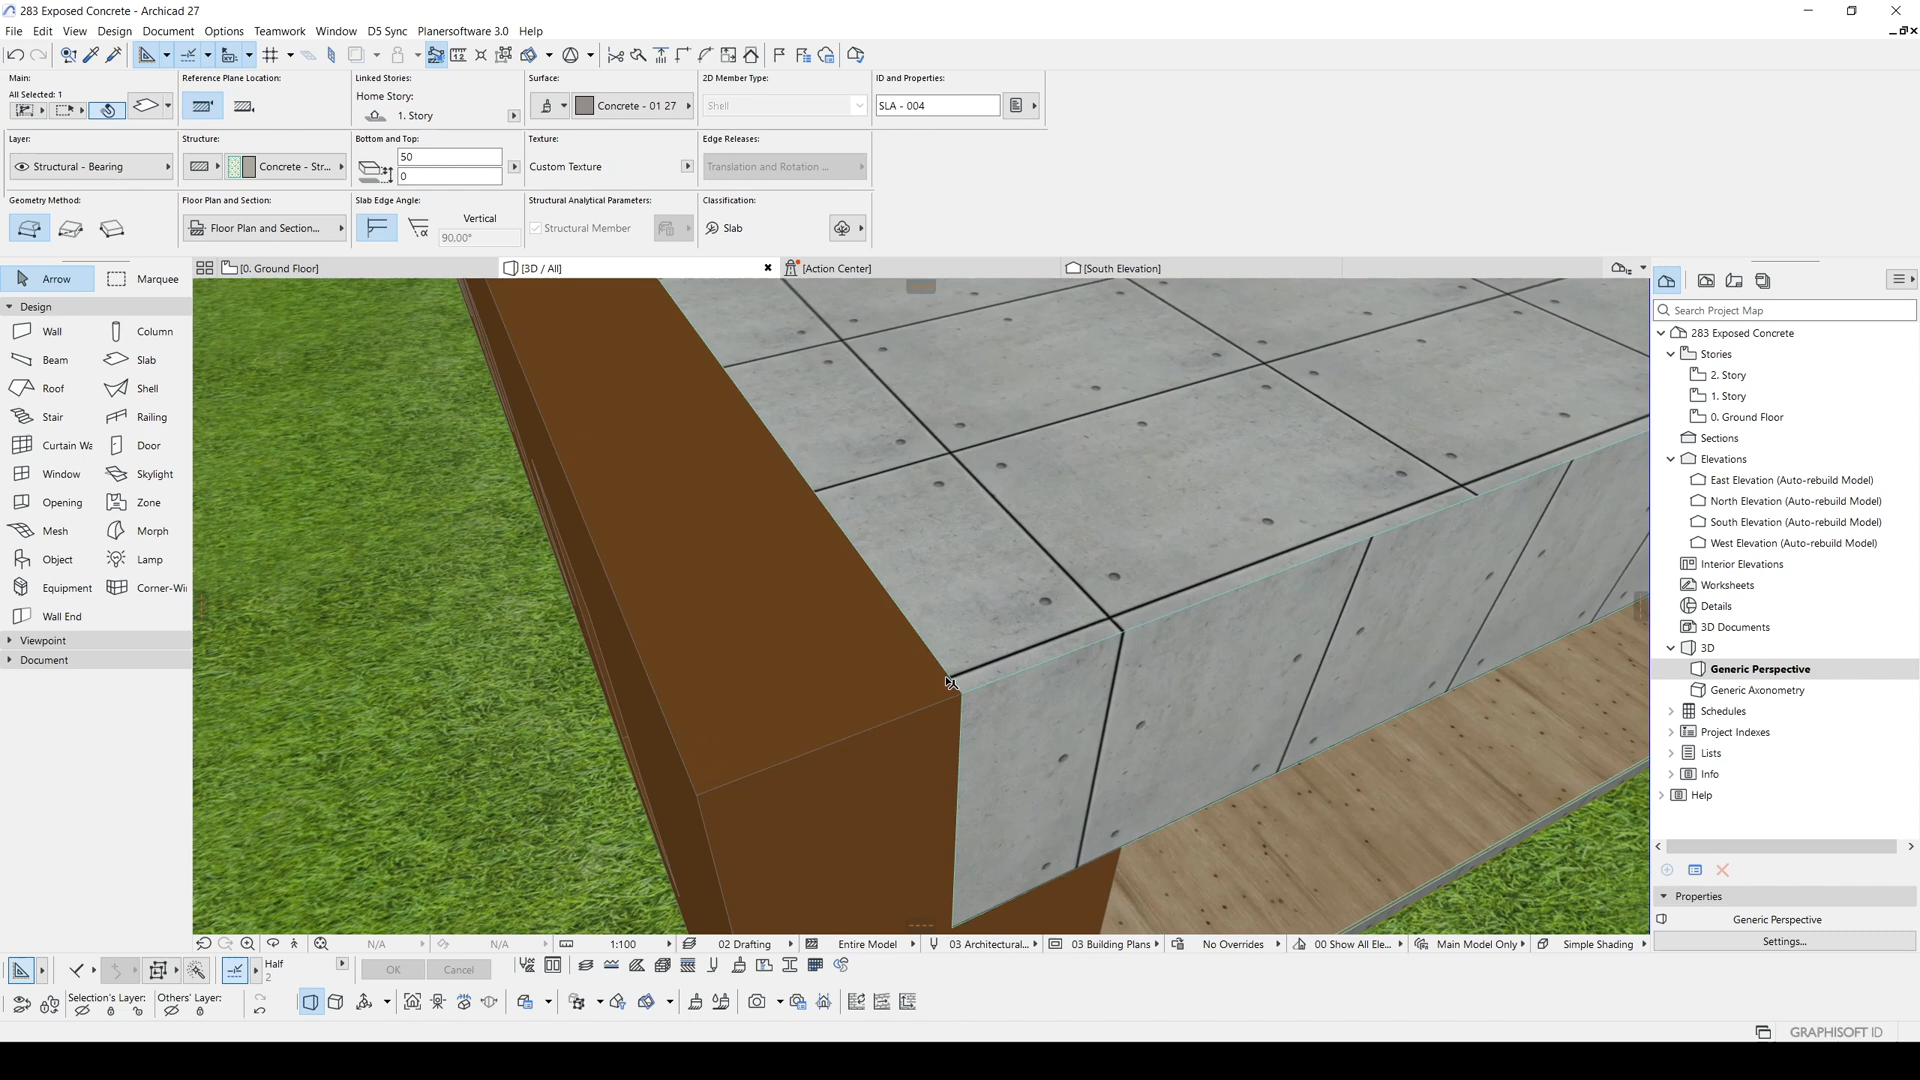 283 Exposed Concrete - Archicad 27
File Edit View Design Document Options Teamwork Window D5 Sync Planersoftware 3.0 Help
Main: Reference Plane Location: Linked Stories: Surface: 2D Member Type: ID and Properties:
All Selected: 1 Home Story: 1. Story Concrete - 01 27 Shell SLA - 004
Layer: Structure: Bottom and Top: Texture: Edge Releases:
Structural - Bearing Concrete - Str... 50 0 Custom Texture Translation and Rotation ...
Geometry Method: Floor Plan and Section: Slab Edge Angle: Structural Analytical Parameters: Classification:
Floor Plan and Section... Vertical 90,00° Structural Member Slab
[0. Ground Floor] [3D / All] [Action Center] [South Elevation]
Arrow Marquee
Design
Wall Column
Beam Slab
Roof Shell
Stair Railing
Curtain Wa Door
Window Skylight
Opening Zone
Mesh Morph
Object Lamp
Equipment Corner-Wi
Wall End
Viewpoint
Document
Search Project Map
283 Exposed Concrete
Stories
2. Story
1. Story
0. Ground Floor
Sections
Elevations
East Elevation (Auto-rebuild Model)
North Elevation (Auto-rebuild Model)
South Elevation (Auto-rebuild Model)
West Elevation (Auto-rebuild Model)
Interior Elevations
Worksheets
Details
3D Documents
3D
Generic Perspective
Generic Axonometry
Schedules
Project Indexes
Lists
Info
Help
Properties
Generic Perspective
Settings...
N/A N/A 1:100 02 Drafting Entire Model 03 Architectural... 03 Building Plans No Overrides 00 Show All Ele... Main Model Only Simple Shading
Half
2
OK Cancel
Selection's Layer: Others' Layer:
GRAPHISOFT ID